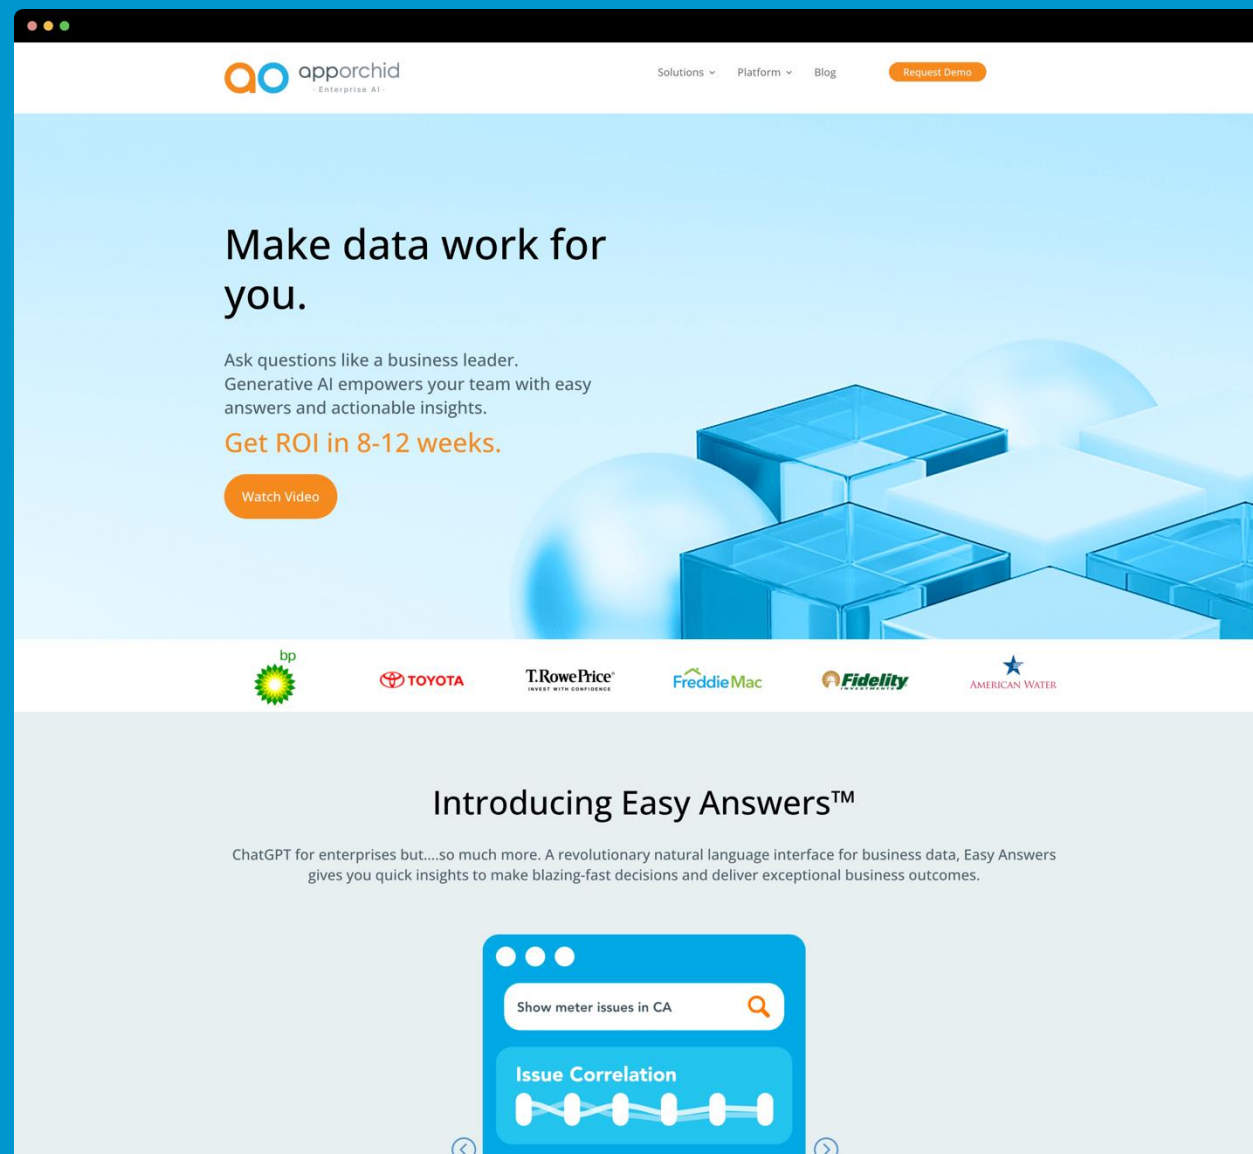 apporchid
· Enterprise AI ·
Solutions
Platform
Blog
Request Demo
Make data work for
you.
Ask questions like a business leader.
Generative AI empowers your team with easy
answers and actionable insights.
Get ROI in 8-12 weeks.
Watch Video
bp
TOYOTA
T.RowePrice®
INVEST WITH CONFIDENCE
FreddieMac
Fidelity
INVESTMENTS
AMERICAN WATER
Introducing Easy Answers™
ChatGPT for enterprises but....so much more. A revolutionary natural language interface for business data, Easy Answers
gives you quick insights to make blazing-fast decisions and deliver exceptional business outcomes.
Show meter issues in CA
Issue Correlation